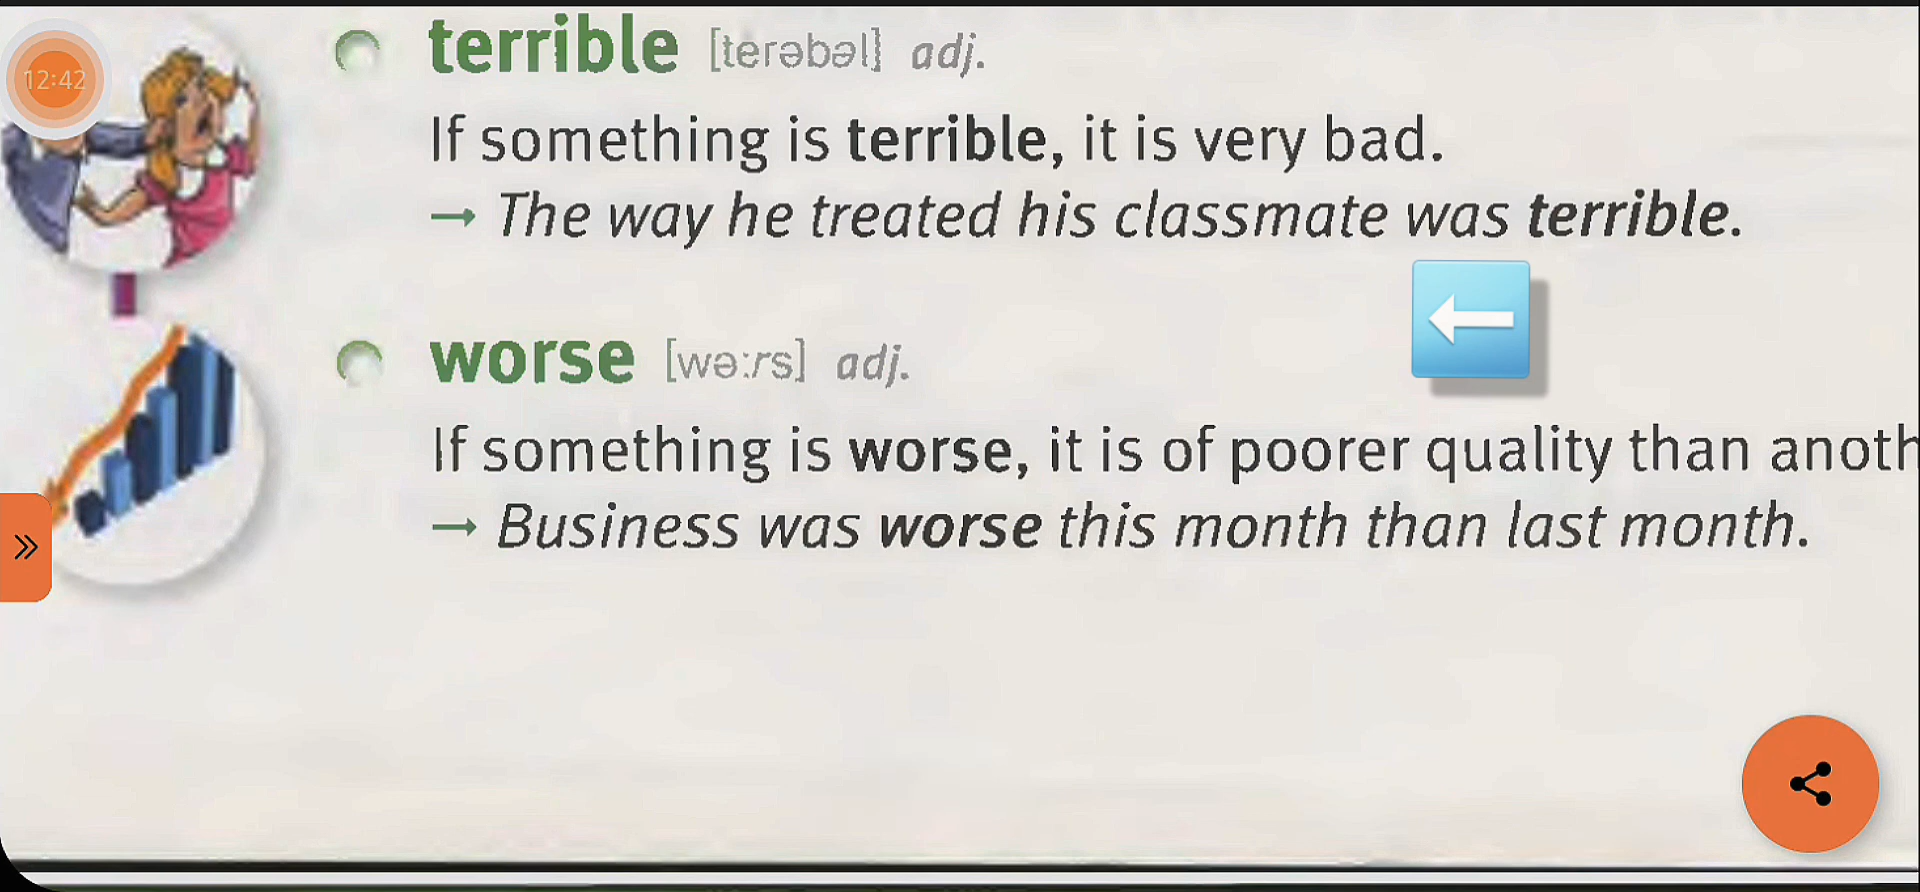 12:42
terrible [terəbəl] adj.
If something is terrible, it is very bad.
→ The way he treated his classmate was terrible.
worse [wə:rs] adj.
If something is worse, it is of poorer quality than anoth
→ Business was worse this month than last month.